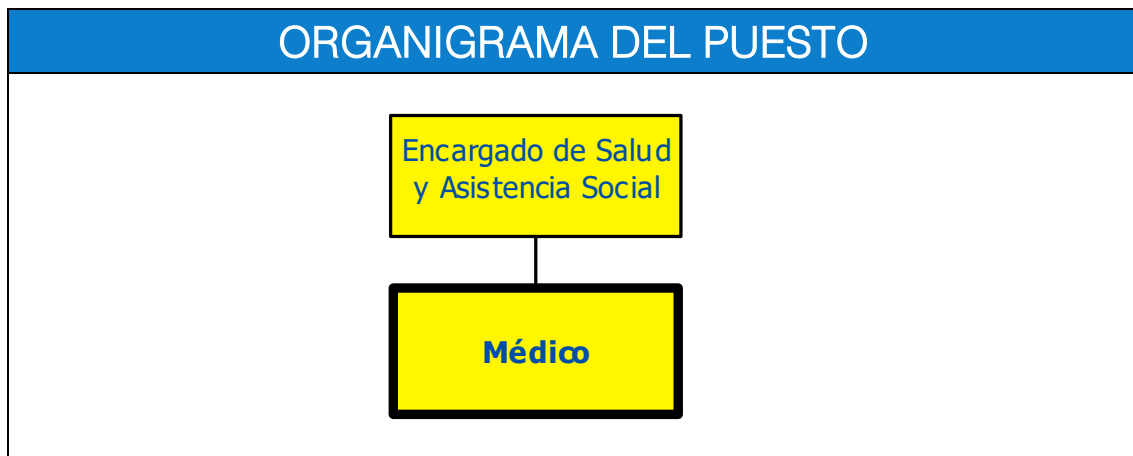 ORGANIGRAMA DEL PUESTO
Encargado de Salud
y Asistencia Social
Médico